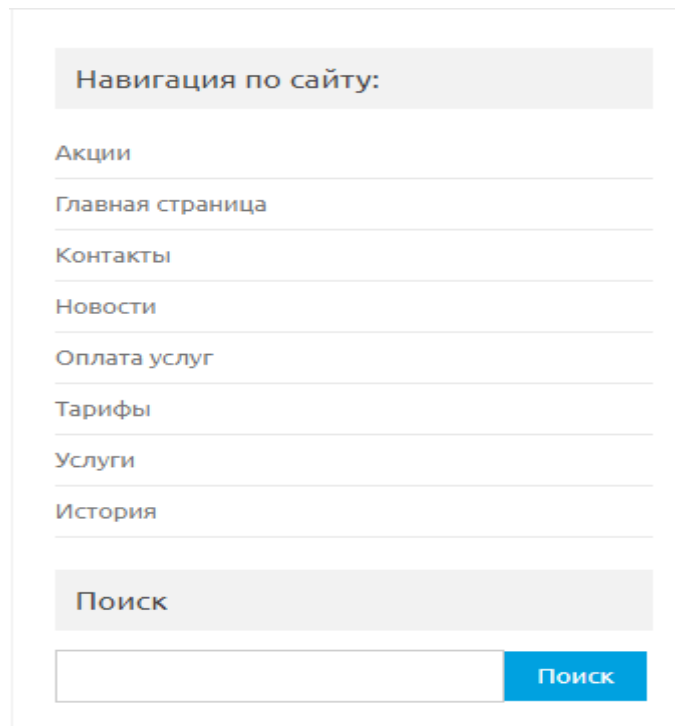 Навигация по сайту:
Акции
Главная страница
Контакты
Новости
Оплата услуг
Тарифы
Услуги
История
Поиск
Поиск